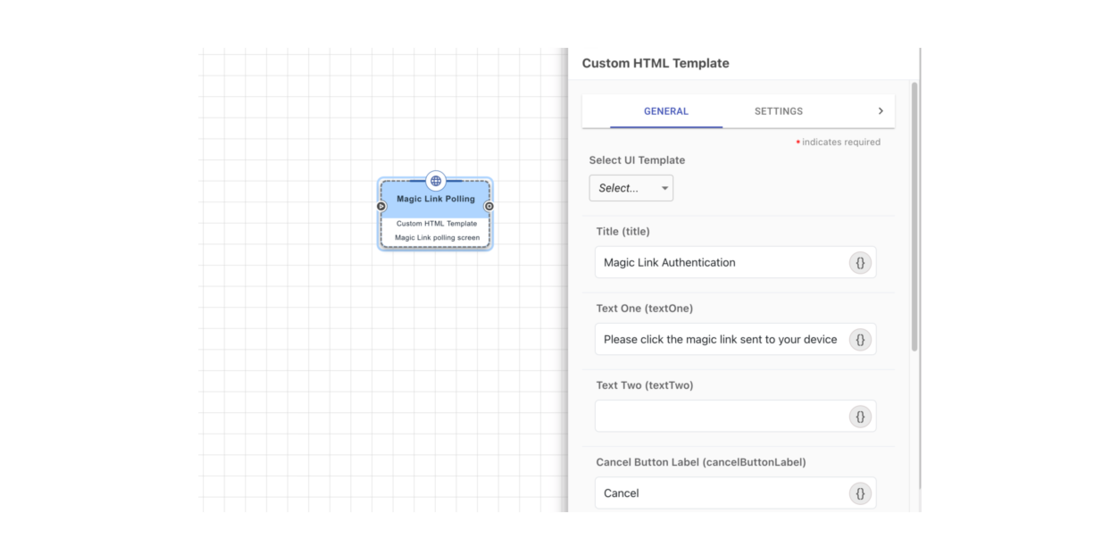 Custom HTML Template
GENERAL
SETTINGS
• indicates required
Select UI Template
Select...
Magic Link Polling
Custom HTML Template
Magic Link polling screen
Title (title)
Magic Link Authentication
{}
Text One (textOne)
Please click the magic link sent to your device
{}
Text Two (textTwo)
{}
Cancel Button Label (cancelButtonLabel)
Cancel
{}